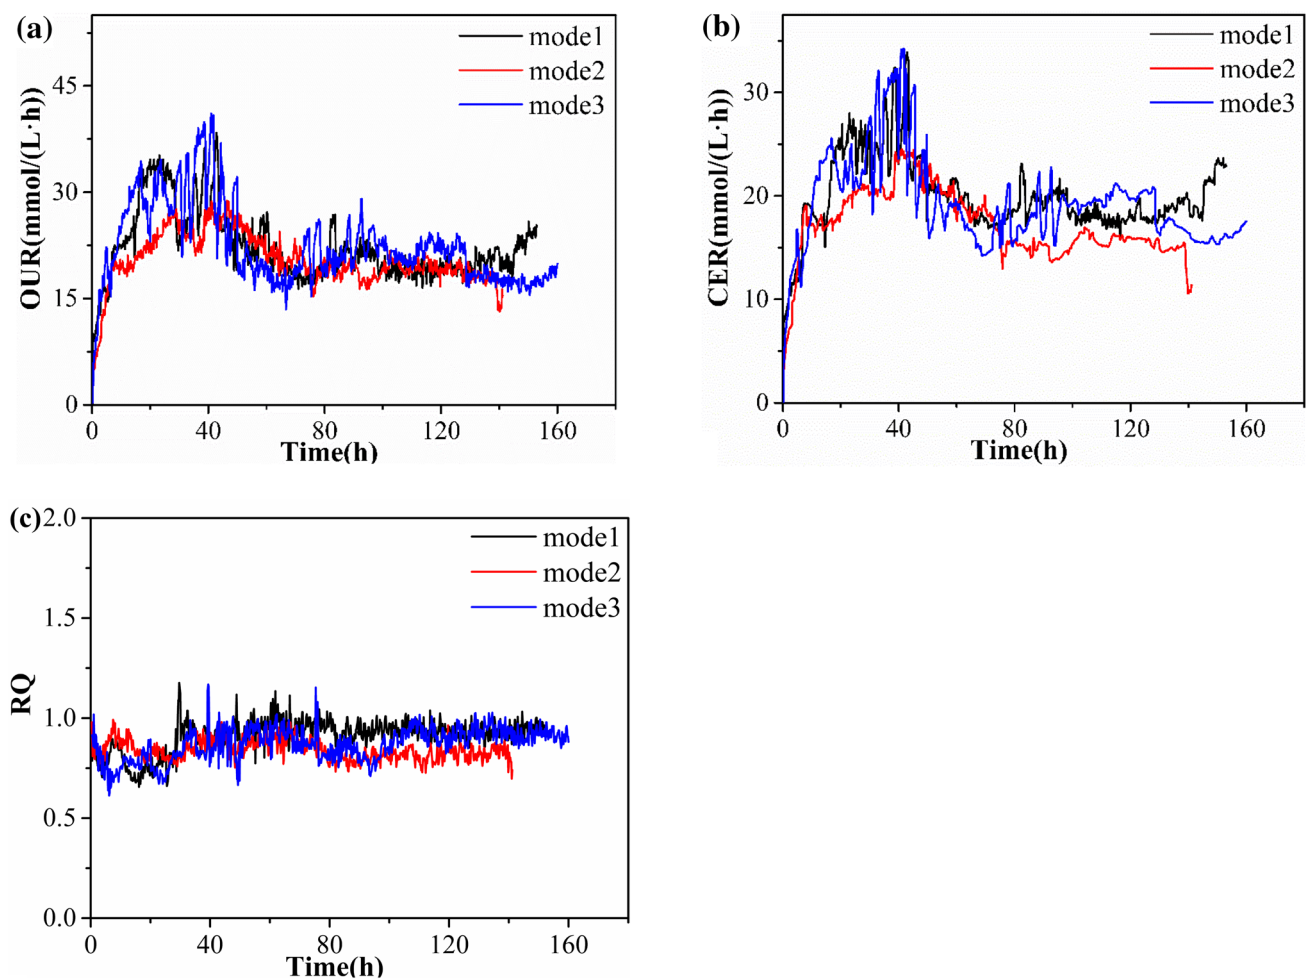 (a)
mode1
mode2
mode3
OUR(mmol/(L·h))
45
30
15
0
0 40 80 120 160
Time(h)
(b)
mode1
mode2
mode3
CER(mmol/(L·h))
30
20
10
0
0 40 80 120 160
Time(h)
(c)
mode1
mode2
mode3
RQ
2.0
1.5
1.0
0.5
0.0
0 40 80 120 160
Time(h)